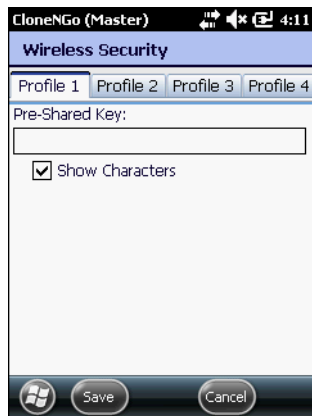 CloneNGo (Master) 4:11
Wireless Security
Profile 1 Profile 2 Profile 3 Profile 4
Pre-Shared Key:
Show Characters
Save Cancel